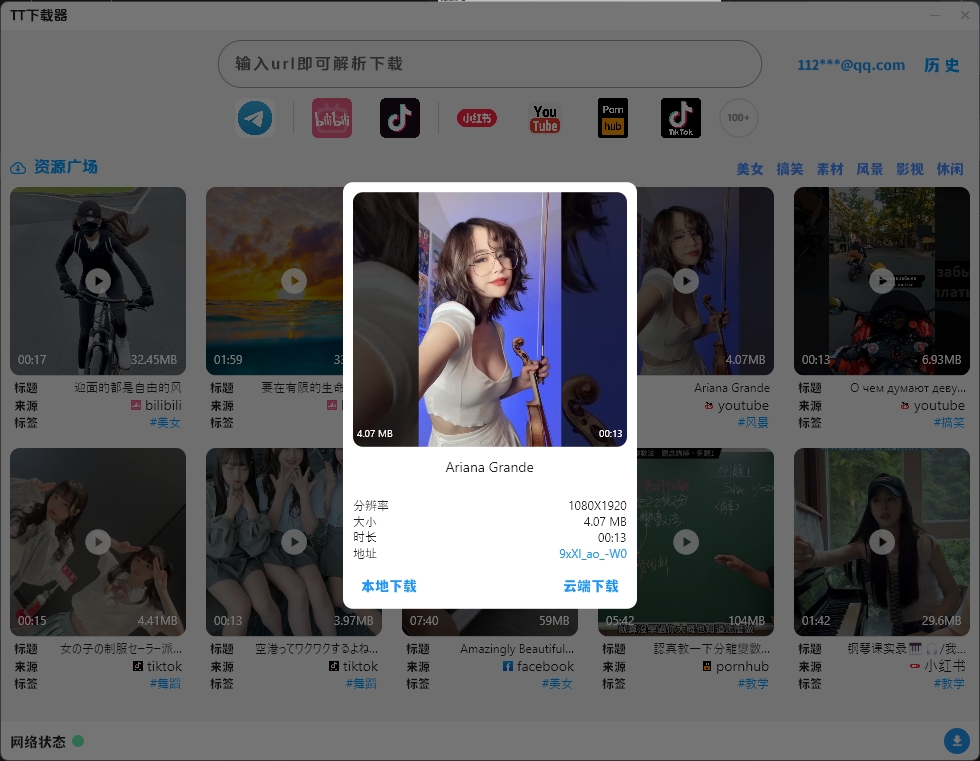 TT下载器
输入url即可解析下载
112***@qq.com
历史
bilibili
小红书
You Tube
Porn hub
TikTok
100+
资源广场
美女 搞笑 素材 风景 影视 休闲
00:17 32.45MB
01:59
4.07MB
00:13 6.93MB
标题 迎面的都是自由的风
来源 bilibili
标签 #美女
标题 要在有限的生命
来源
标签
Ariana Grande
youtube
#风景
标题 О чем думают деву...
来源 youtube
标签 #搞笑
4.07 MB 00:13
Ariana Grande
分辨率 1080X1920
大小 4.07 MB
时长 00:13
地址 9xXl_ao_-W0
本地下载 云端下载
00:15 4.41MB
00:13 3.97MB
07:40 59MB
05:42 104MB
01:42 29.6MB
标题 女の子の制服セーラー派...
来源 tiktok
标签 #舞蹈
标题 空港ってワクワクするよね...
来源 tiktok
标签 #舞蹈
标题 Amazingly Beautiful...
来源 facebook
标签 #美女
标题 認真教一下分離變數...
来源 pornhub
标签 #教学
标题 钢琴课实录🎹🎧/我...
来源 小红书
标签 #教学
网络状态